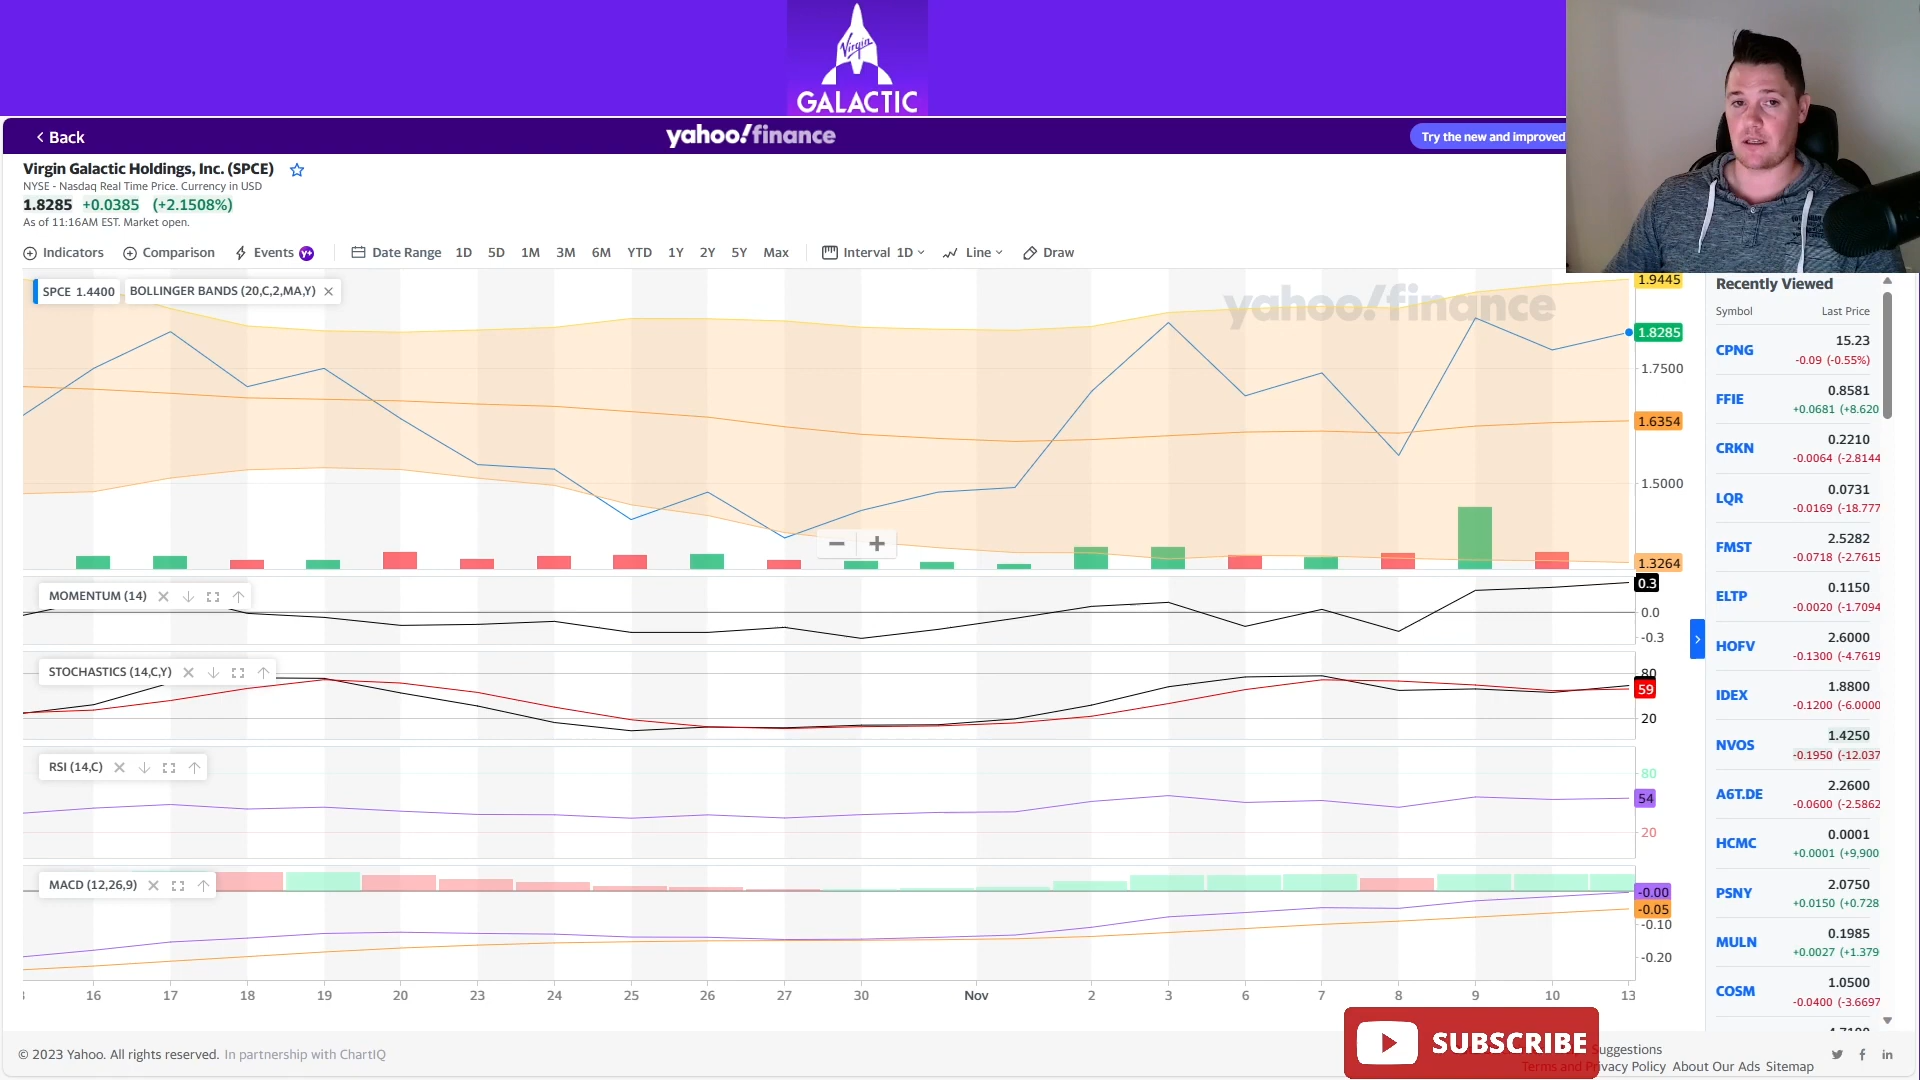 Virgin
GALACTIC
Back
yahoo!finance
Try the new and improved
Virgin Galactic Holdings, Inc. (SPCE)
NYSE - Nasdaq Real Time Price. Currency in USD
1.8285 +0.0385 (+2.1508%)
As of 11:16AM EST. Market open.
Indicators Comparison Events Y+ Date Range 1D 5D 1M 3M 6M YTD 1Y 2Y 5Y Max Interval 1D Line Draw
SPCE 1.4400 BOLLINGER BANDS (20,C,2,MA,Y)
yahoo!finance
1.9445
1.8285
1.7500
1.6354
1.5000
1.3264
MOMENTUM (14)
0.3
0.0
-0.3
STOCHASTICS (14,C,Y)
80
59
20
RSI (14,C)
80
54
20
MACD (12,26,9)
-0.00
-0.05
-0.10
-0.20
16 17 18 19 20 23 24 25 26 27 30 Nov 2 3 6 7 8 9 10 13
Recently Viewed
Symbol Last Price
CPNG 15.23
-0.09 (-0.55%)
FFIE 0.8581
+0.0681 (+8.620
CRKN 0.2210
-0.0064 (-2.8144
LQR 0.0731
-0.0169 (-18.777
FMST 2.5282
-0.0718 (-2.7615
ELTP 0.1150
-0.0020 (-1.7094
HOFV 2.6000
-0.1300 (-4.7619
IDEX 1.8800
-0.1200 (-6.0000
NVOS 1.4250
-0.1950 (-12.037
A6T.DE 2.2600
-0.0600 (-2.5862
HCMC 0.0001
+0.0001 (+9,900
PSNY 2.0750
+0.0150 (+0.728
MULN 0.1985
+0.0027 (+1.379
COSM 1.0500
-0.0400 (-3.6697
SUBSCRIBE
© 2023 Yahoo. All rights reserved. In partnership with ChartIQ
Suggestions
Terms and Privacy Policy About Our Ads Sitemap